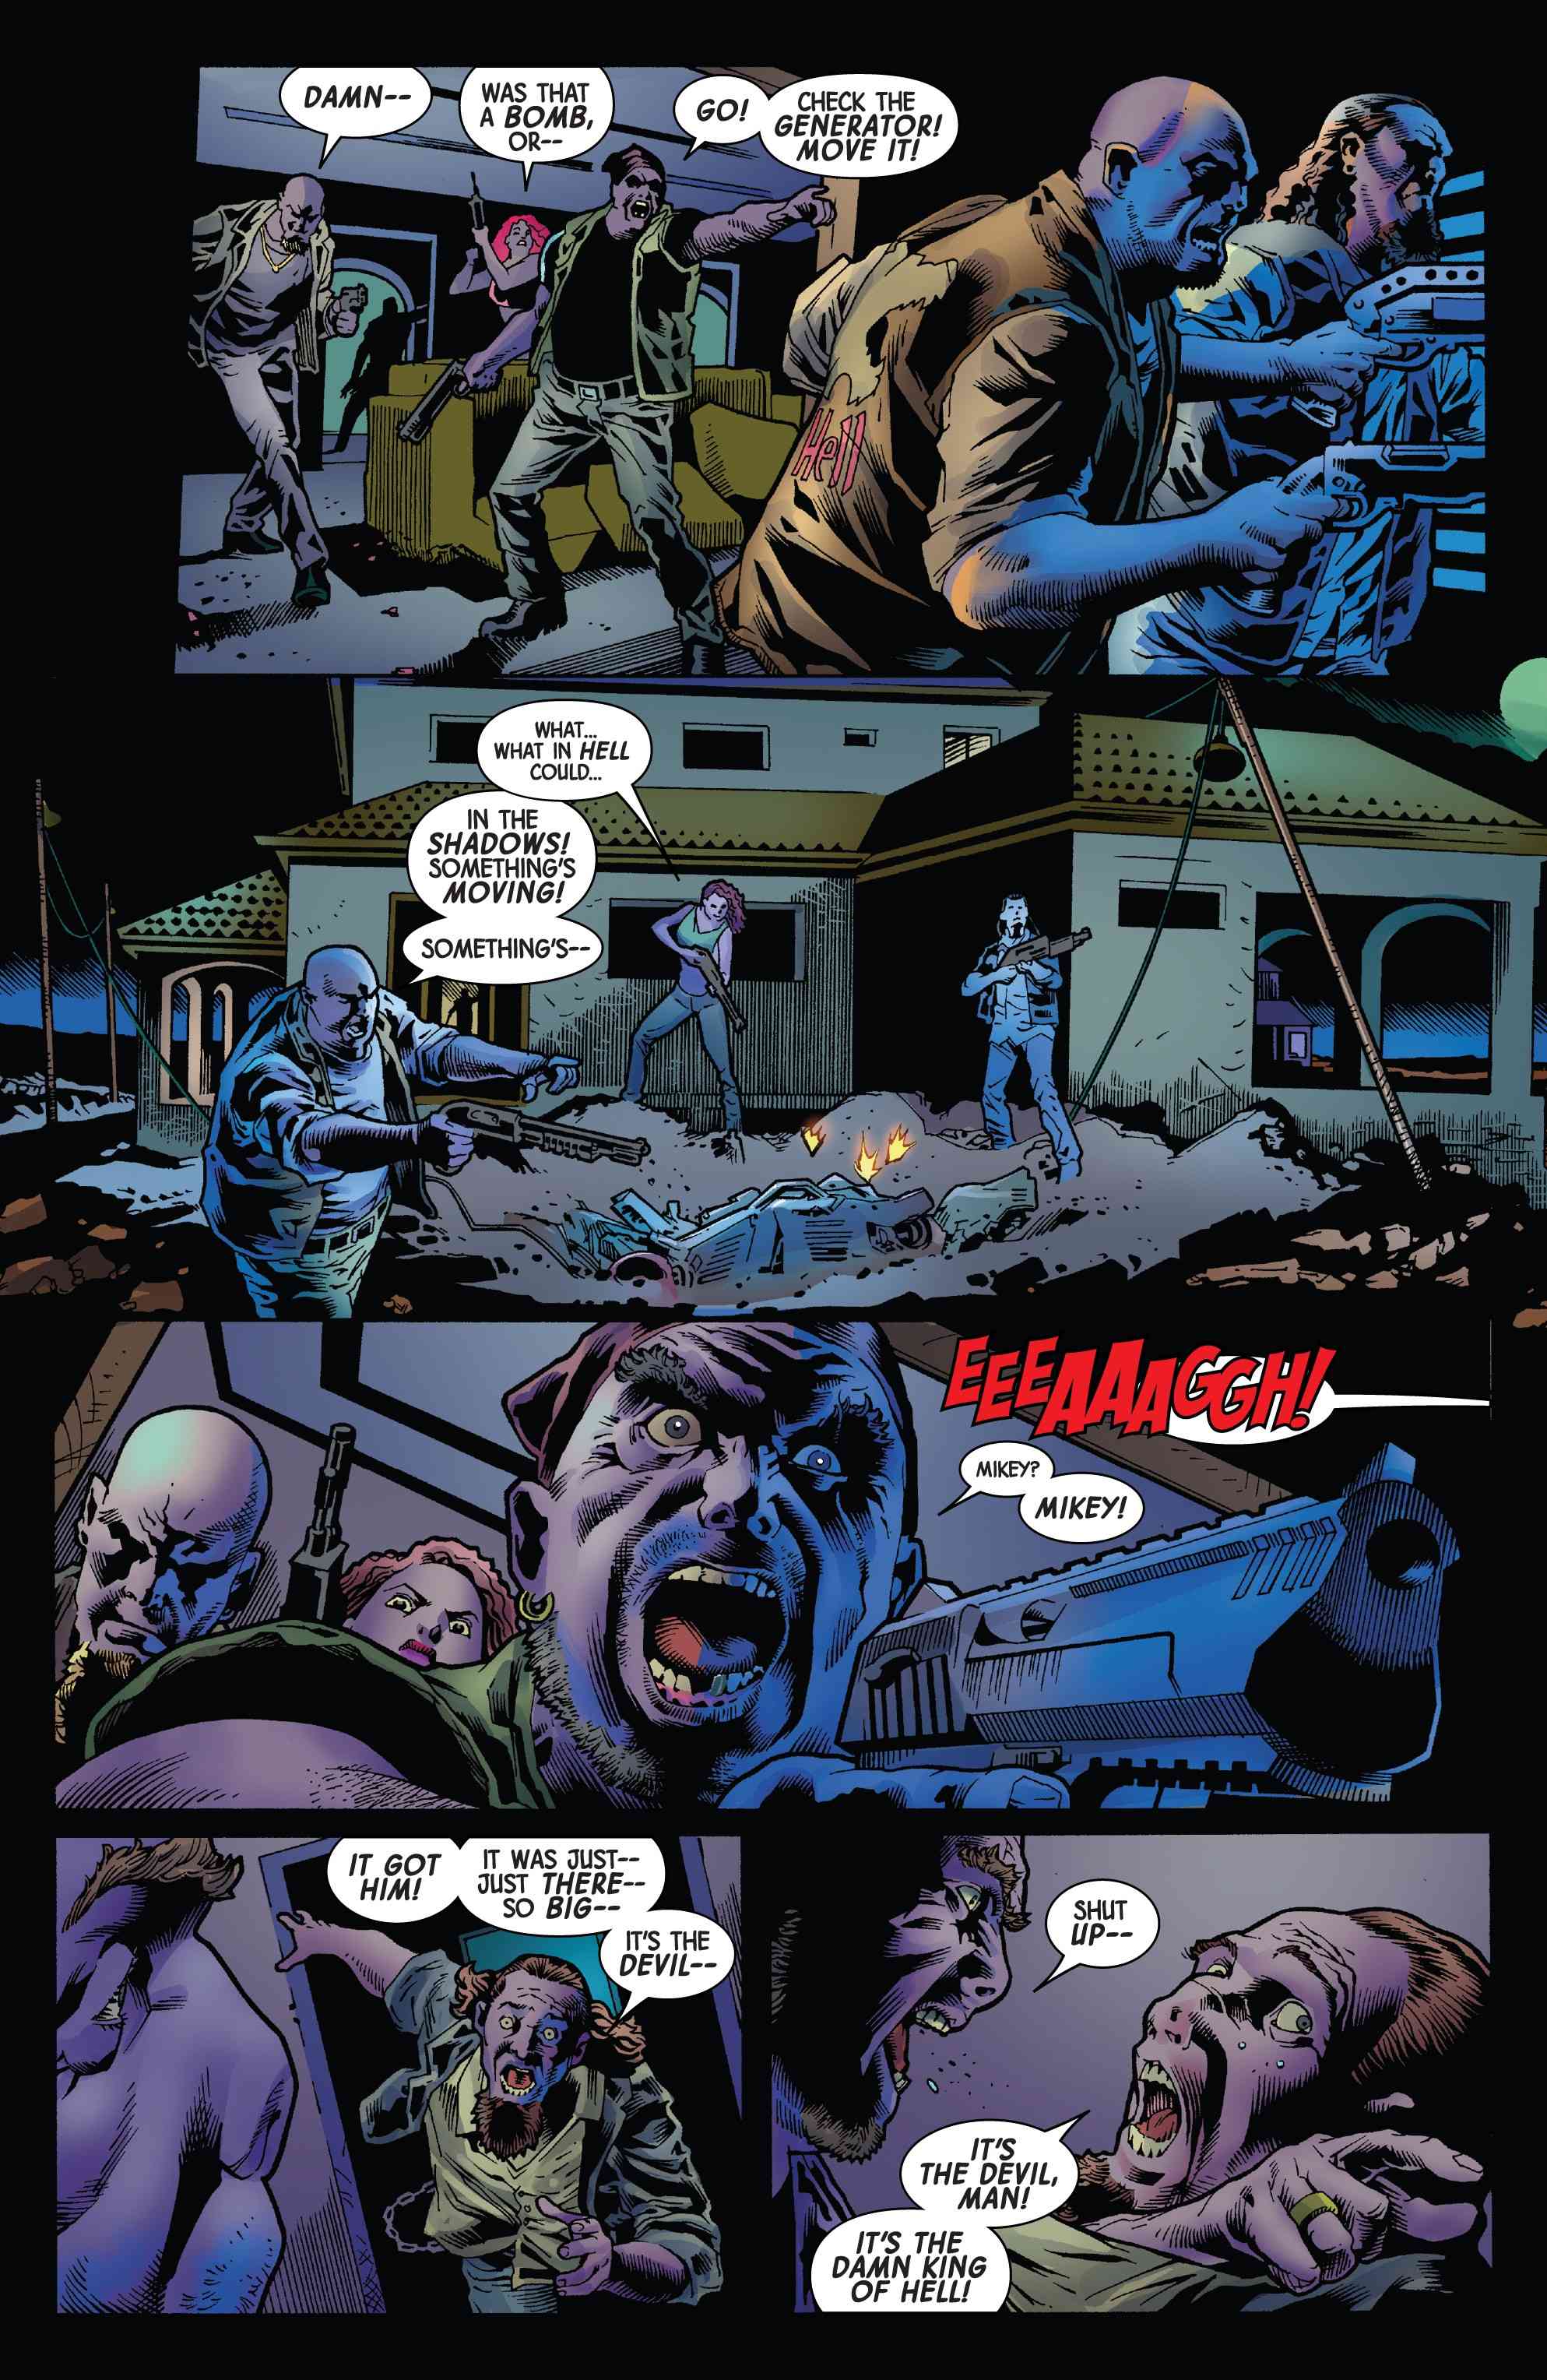 DAMN--
WAS THAT
A BOMB,
OR--
GO!
CHECK THE
GENERATOR!
MOVE IT!
Hell
WHAT...
WHAT IN HELL
COULD...
IN THE
SHADOWS!
SOMETHING'S
MOVING!
SOMETHING'S--
EEEAAAGGH!
MIKEY?
MIKEY!
IT GOT
HIM!
IT WAS JUST--
JUST THERE--
SO BIG--
IT'S THE
DEVIL--
SHUT
UP--
IT'S
THE DEVIL,
MAN!
IT'S THE
DAMN KING
OF HELL!